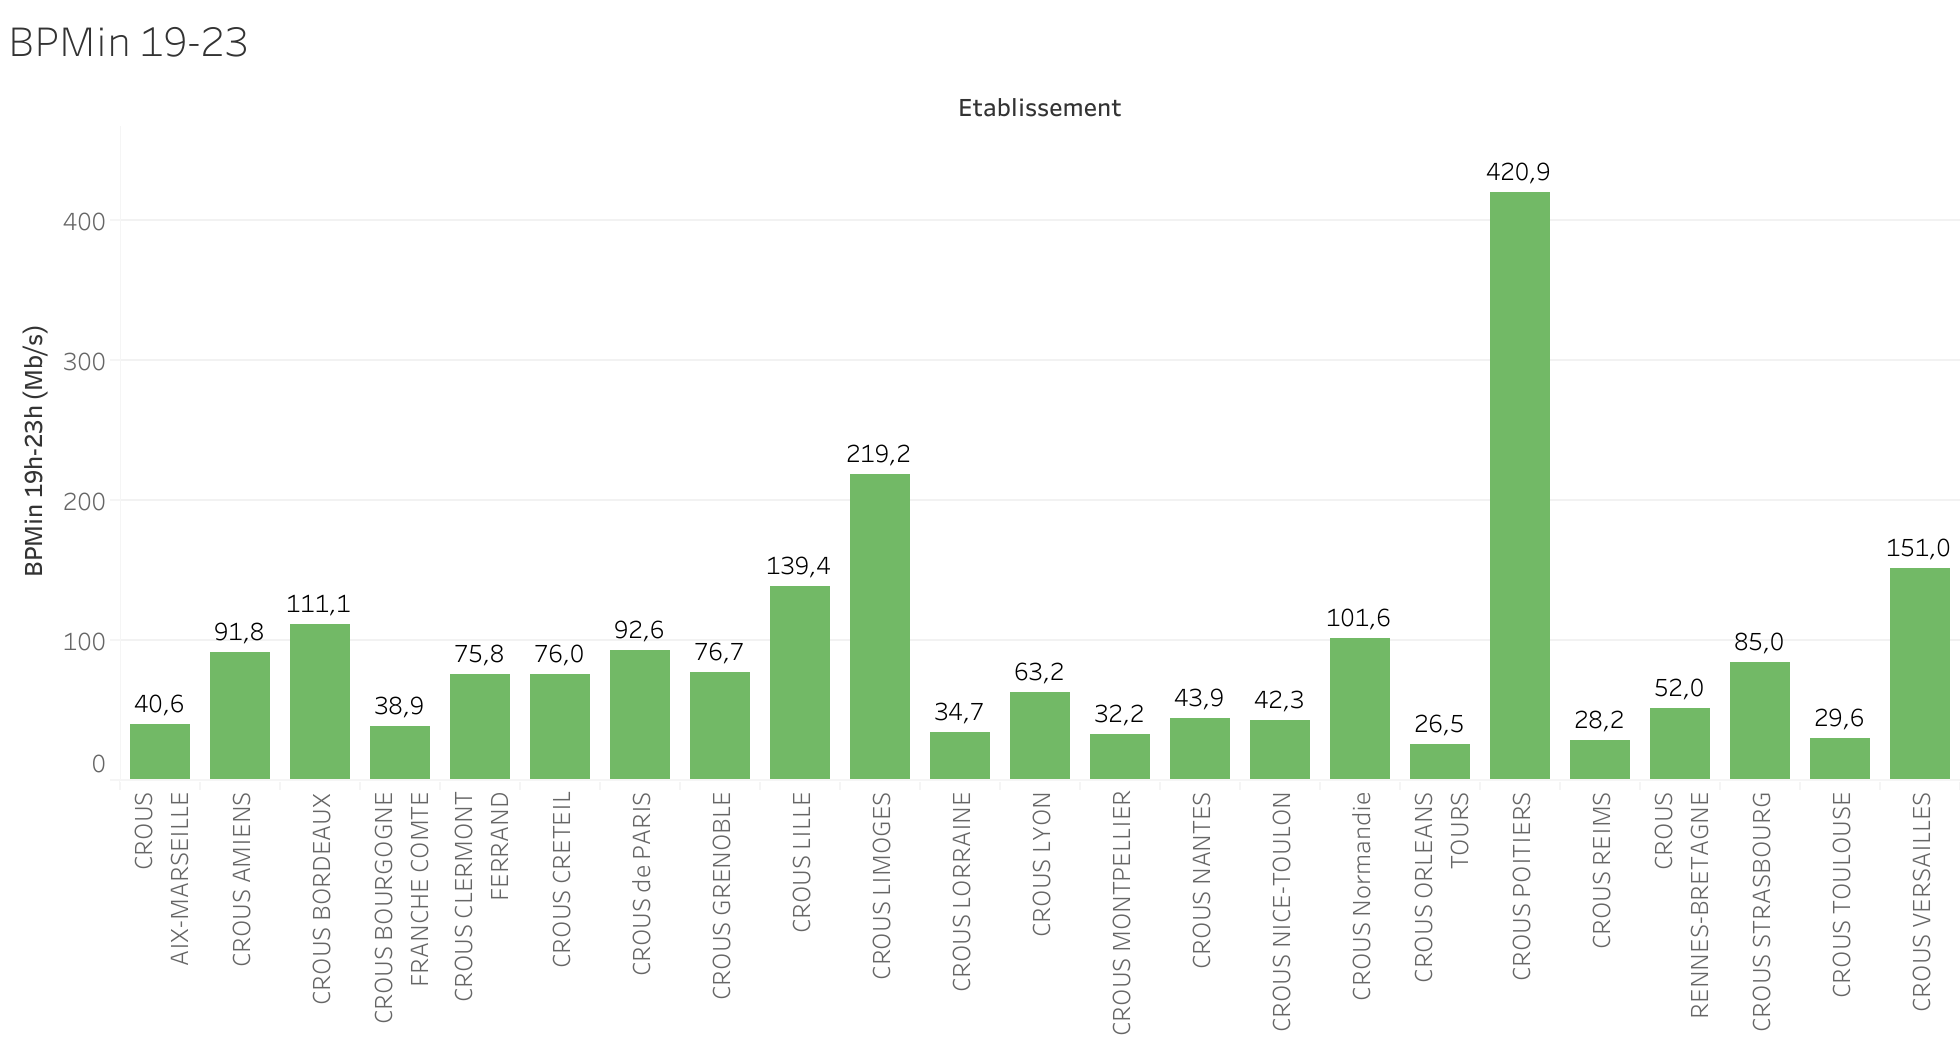 BPMin 19-23
Etablissement
BPMin 19h-23h (Mb/s)
400
300
200
100
0
40,6
91,8
111,1
38,9
75,8
76,0
92,6
76,7
139,4
219,2
34,7
63,2
32,2
43,9
42,3
101,6
26,5
420,9
28,2
52,0
85,0
29,6
151,0
CROUS
AIX-MARSEILLE
CROUS AMIENS
CROUS BORDEAUX
CROUS BOURGOGNE
FRANCHE COMTE
CROUS CLERMONT
FERRAND
CROUS CRETEIL
CROUS de PARIS
CROUS GRENOBLE
CROUS LILLE
CROUS LIMOGES
CROUS LORRAINE
CROUS LYON
CROUS MONTPELLIER
CROUS NANTES
CROUS NICE-TOULON
CROUS Normandie
CROUS ORLEANS
TOURS
CROUS POITIERS
CROUS REIMS
CROUS
RENNES-BRETAGNE
CROUS STRASBOURG
CROUS TOULOUSE
CROUS VERSAILLES